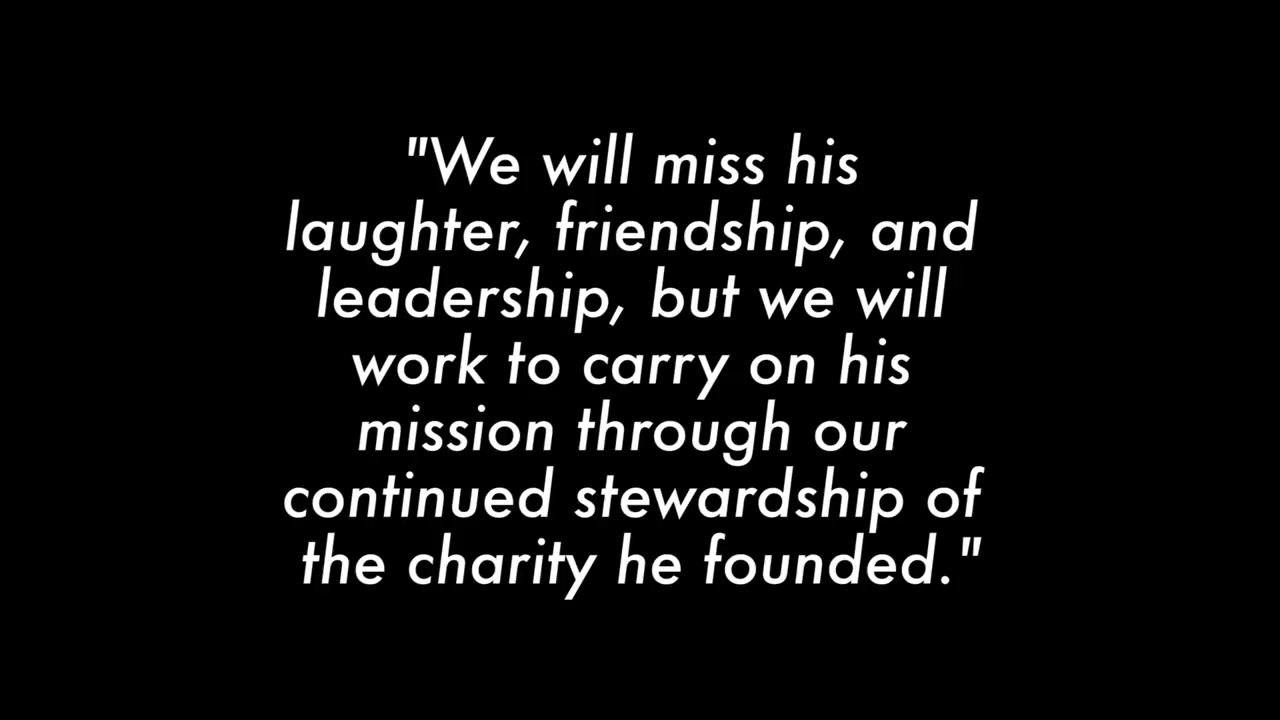 "We will miss his
laughter, friendship, and
leadership, but we will
work to carry on his
mission through our
continued stewardship of
the charity he founded."